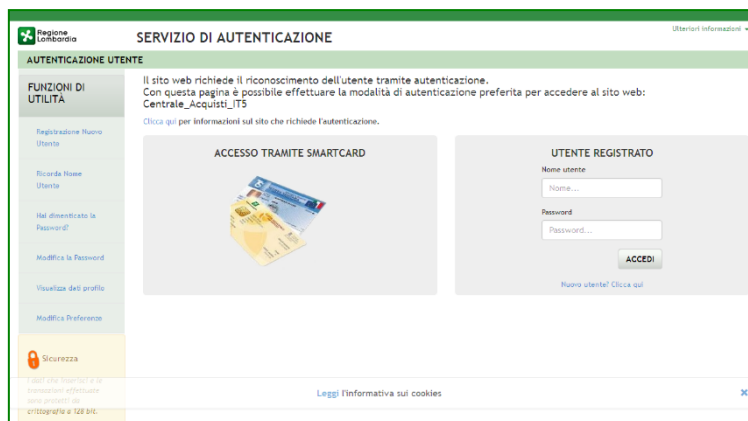 Regione
Lombardia
SERVIZIO DI AUTENTICAZIONE
Ulteriori informazioni
AUTENTICAZIONE UTENTE
FUNZIONI DI
UTILITÀ
Registrazione Nuovo
Utente
Ricorda Nome
Utente
Hai dimenticato la
Password?
Modifica la Password
Visualizza dati profilo
Modifica Preferenze
Sicurezza
I dati che inserisci e le
transazioni effettuate
sono protetti da
crittografia a 128 bit.
Il sito web richiede il riconoscimento dell'utente tramite autenticazione.
Con questa pagina è possibile effettuare la modalità di autenticazione preferita per accedere al sito web:
Centrale_Acquisti_IT5
Clicca qui per informazioni sul sito che richiede l'autenticazione.
ACCESSO TRAMITE SMARTCARD
UTENTE REGISTRATO
Nome utente
Nome...
Password
Password...
ACCEDI
Nuovo utente? Clicca qui
Leggi l'informativa sui cookies